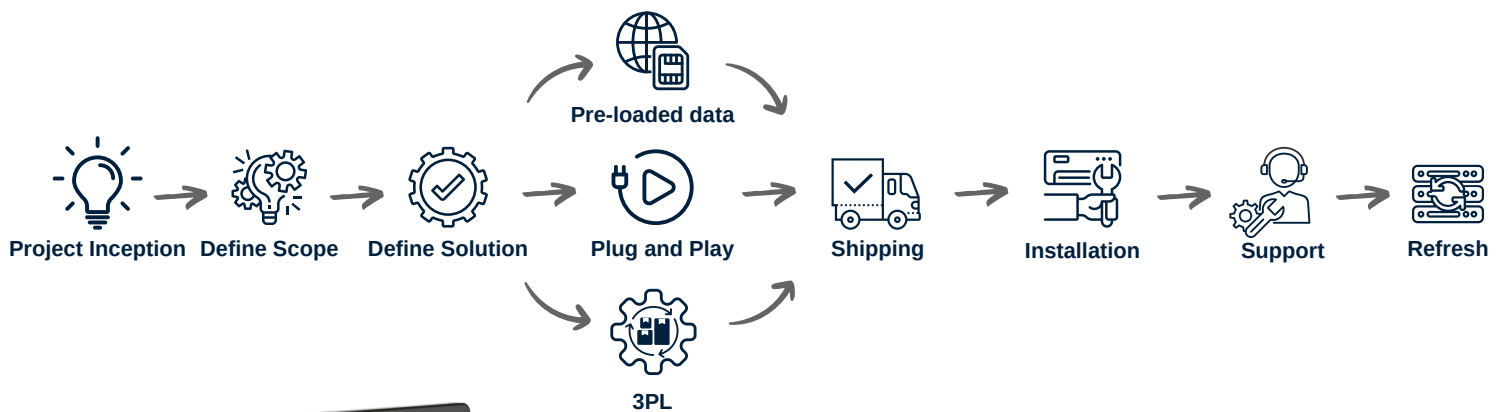 Pre-loaded data
Project Inception
Define Scope
Define Solution
Plug and Play
Shipping
Installation
Support
Refresh
3PL